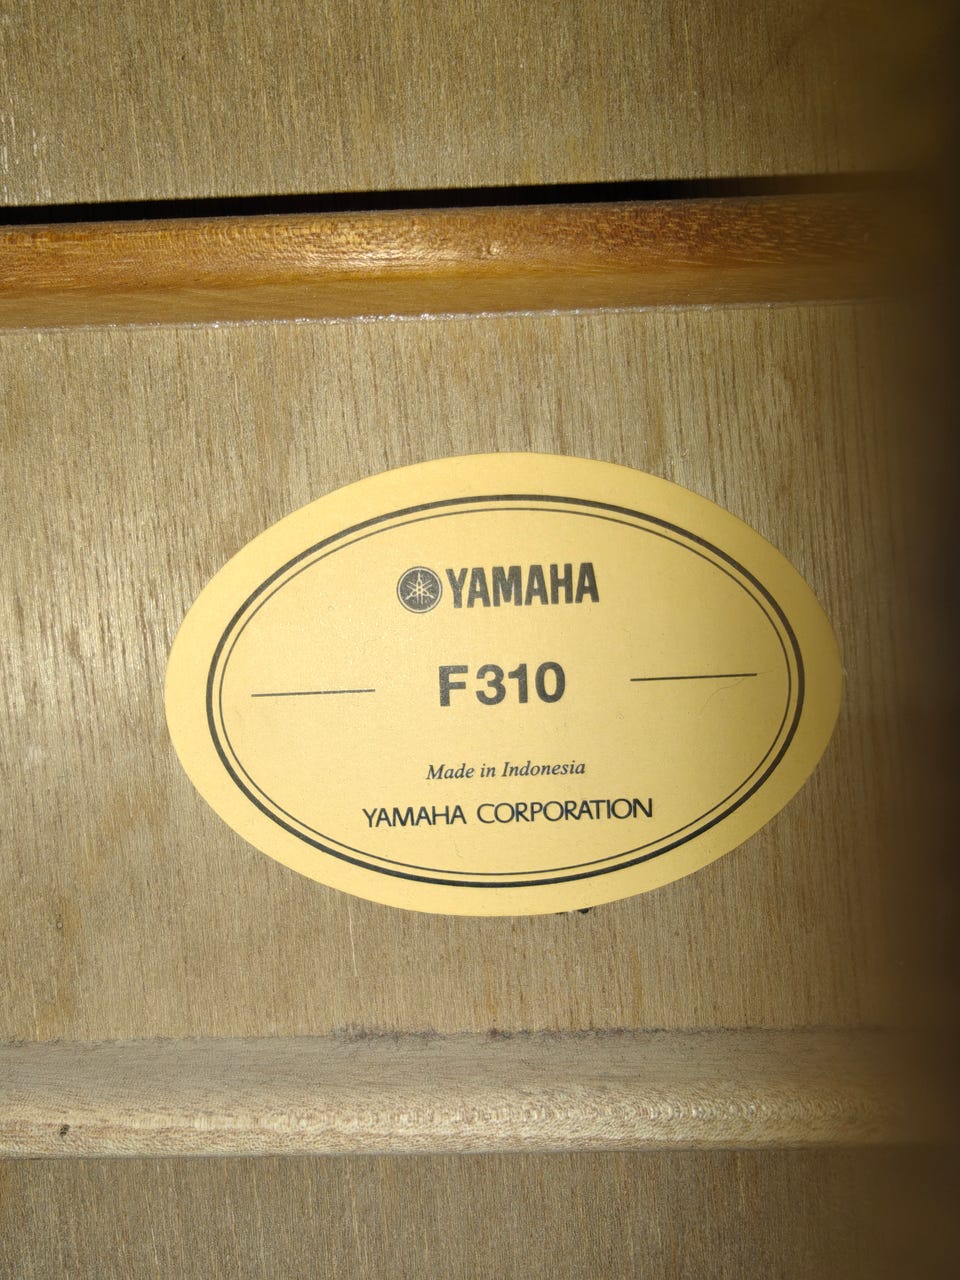 YAMAHA
F310
Made in Indonesia
YAMAHA CORPORATION